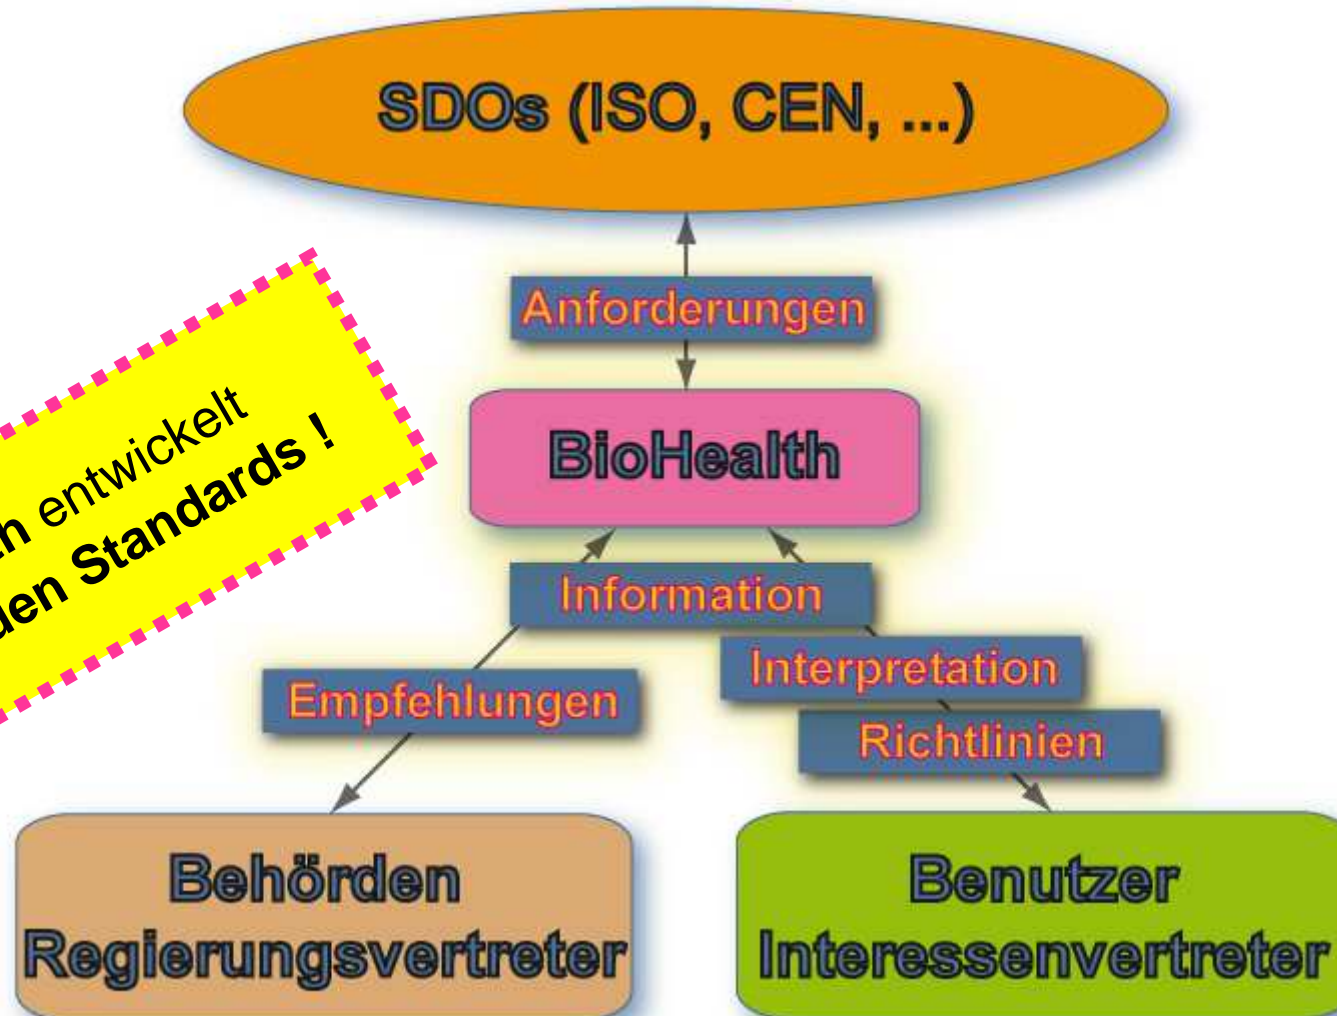 SDOs (ISO, CEN, ...)
Anforderungen
entwickelt
Standards !
BioHealth
Information
Interpretation
Empfehlungen
Richtlinien
Behörden
Regierungsvertreter
Benutzer
Interessenvertreter